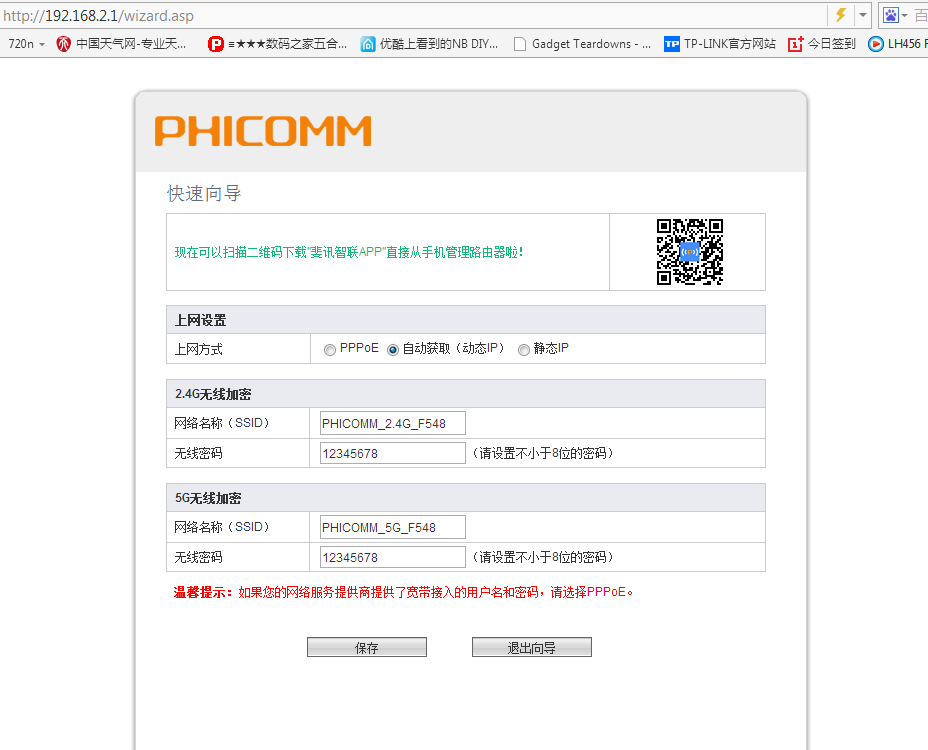 http://192.168.2.1/wizard.asp 百
720n 中国天气网-专业天... ≡★★★数码之家五合... 优酷上看到的NB DIY... Gadget Teardowns - ... TP-LINK官方网站 今日签到 LH456 F
PHICOMM
快速向导
现在可以扫描二维码下载"斐讯智联APP"直接从手机管理路由器啦!
上网设置
上网方式 PPPoE 自动获取（动态IP） 静态IP
2.4G无线加密
网络名称（SSID） PHICOMM_2.4G_F548
无线密码 12345678 （请设置不小于8位的密码）
5G无线加密
网络名称（SSID） PHICOMM_5G_F548
无线密码 12345678 （请设置不小于8位的密码）
温馨提示：如果您的网络服务提供商提供了宽带接入的用户名和密码，请选择PPPoE。
保存 退出向导